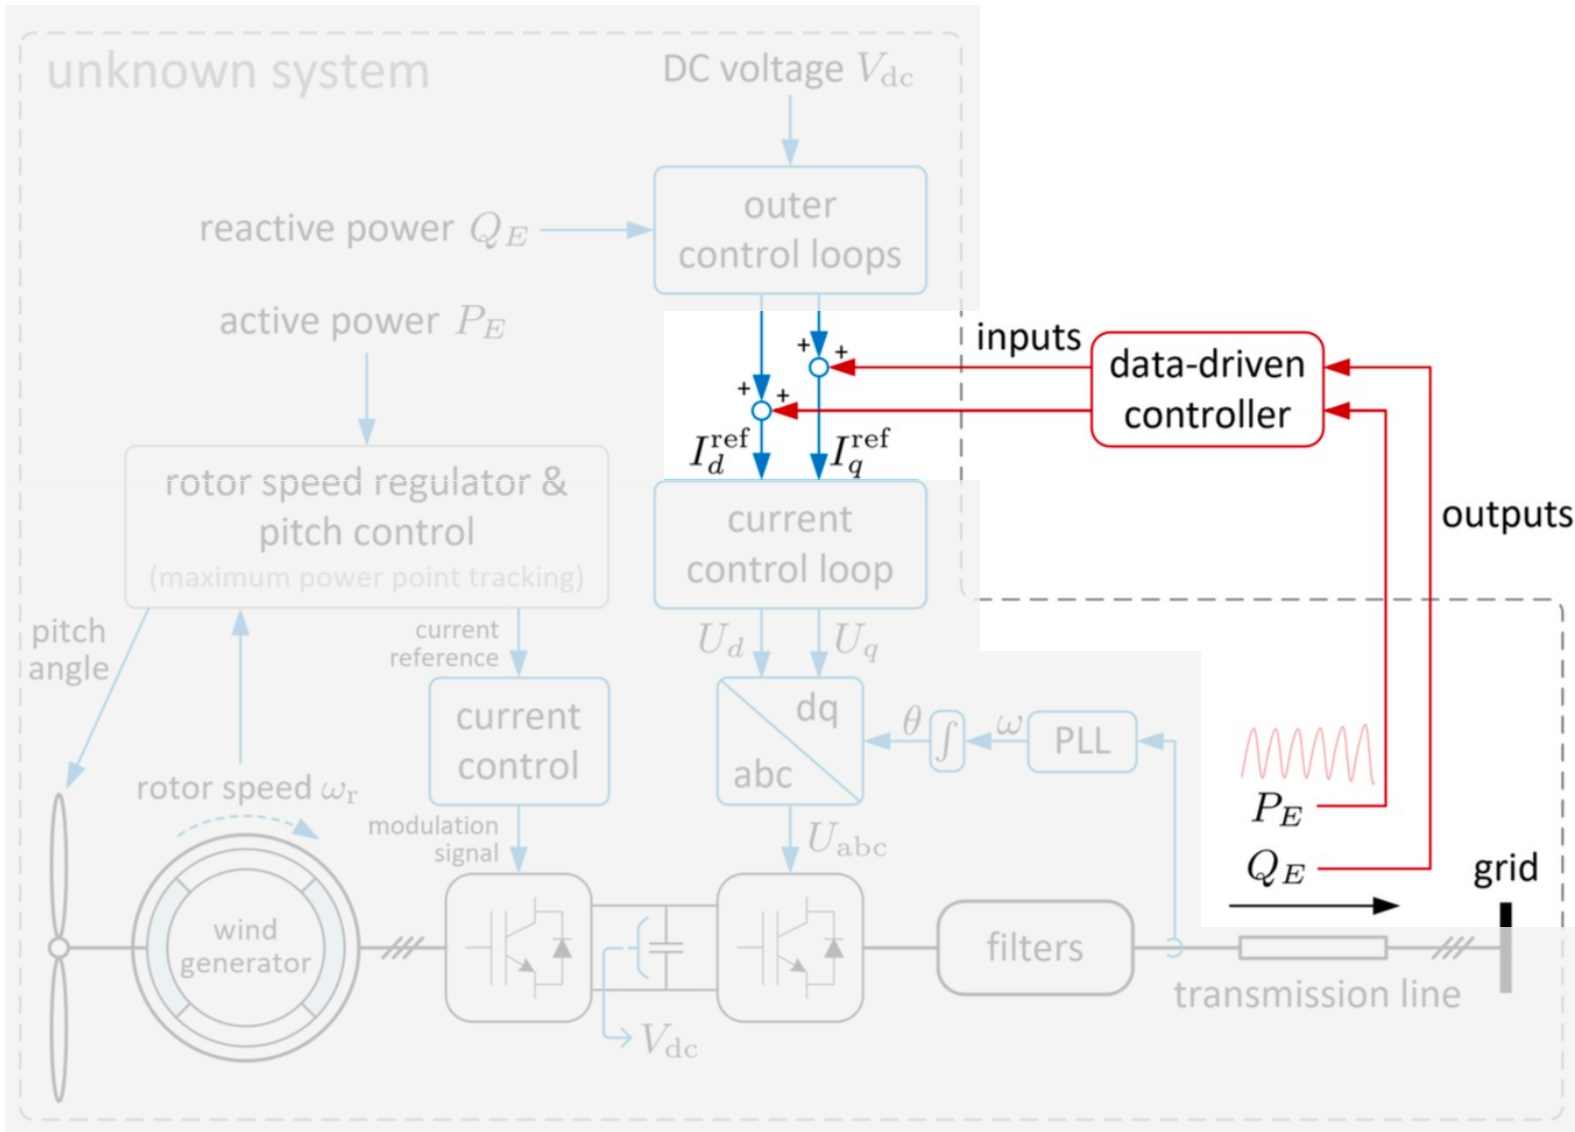 unknown system
DC voltage V_dc
outer
control loops
reactive power Q_E
active power P_E
inputs
data-driven
controller
+ +
+ +
I_d^ref I_q^ref
outputs
rotor speed regulator &
pitch control
(maximum power point tracking)
current
control loop
pitch
angle
current
reference
U_d U_q
current
control
dq
abc
θ ∫ ω PLL
rotor speed ω_r
modulation
signal
U_abc
P_E
Q_E
grid
wind
generator
filters
transmission line
V_dc